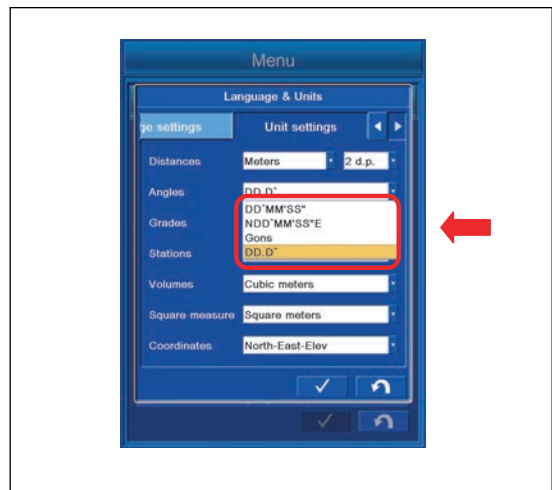 Menu
Language & Units
ge settings Unit settings
Distances Meters 2 d.p.
Angles DD.D°
DD°MM'SS"
NDD°MM'SS"E
Grades
Gons
Stations DD.D°
Volumes Cubic meters
Square measure Square meters
Coordinates North-East-Elev